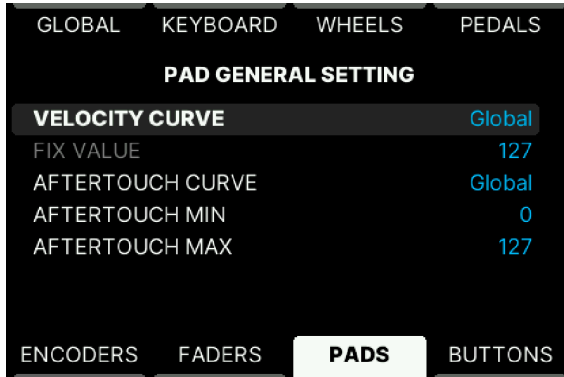 GLOBAL KEYBOARD WHEELS PEDALS
PAD GENERAL SETTING
VELOCITY CURVE Global
FIX VALUE 127
AFTERTOUCH CURVE Global
AFTERTOUCH MIN 0
AFTERTOUCH MAX 127
ENCODERS FADERS PADS BUTTONS